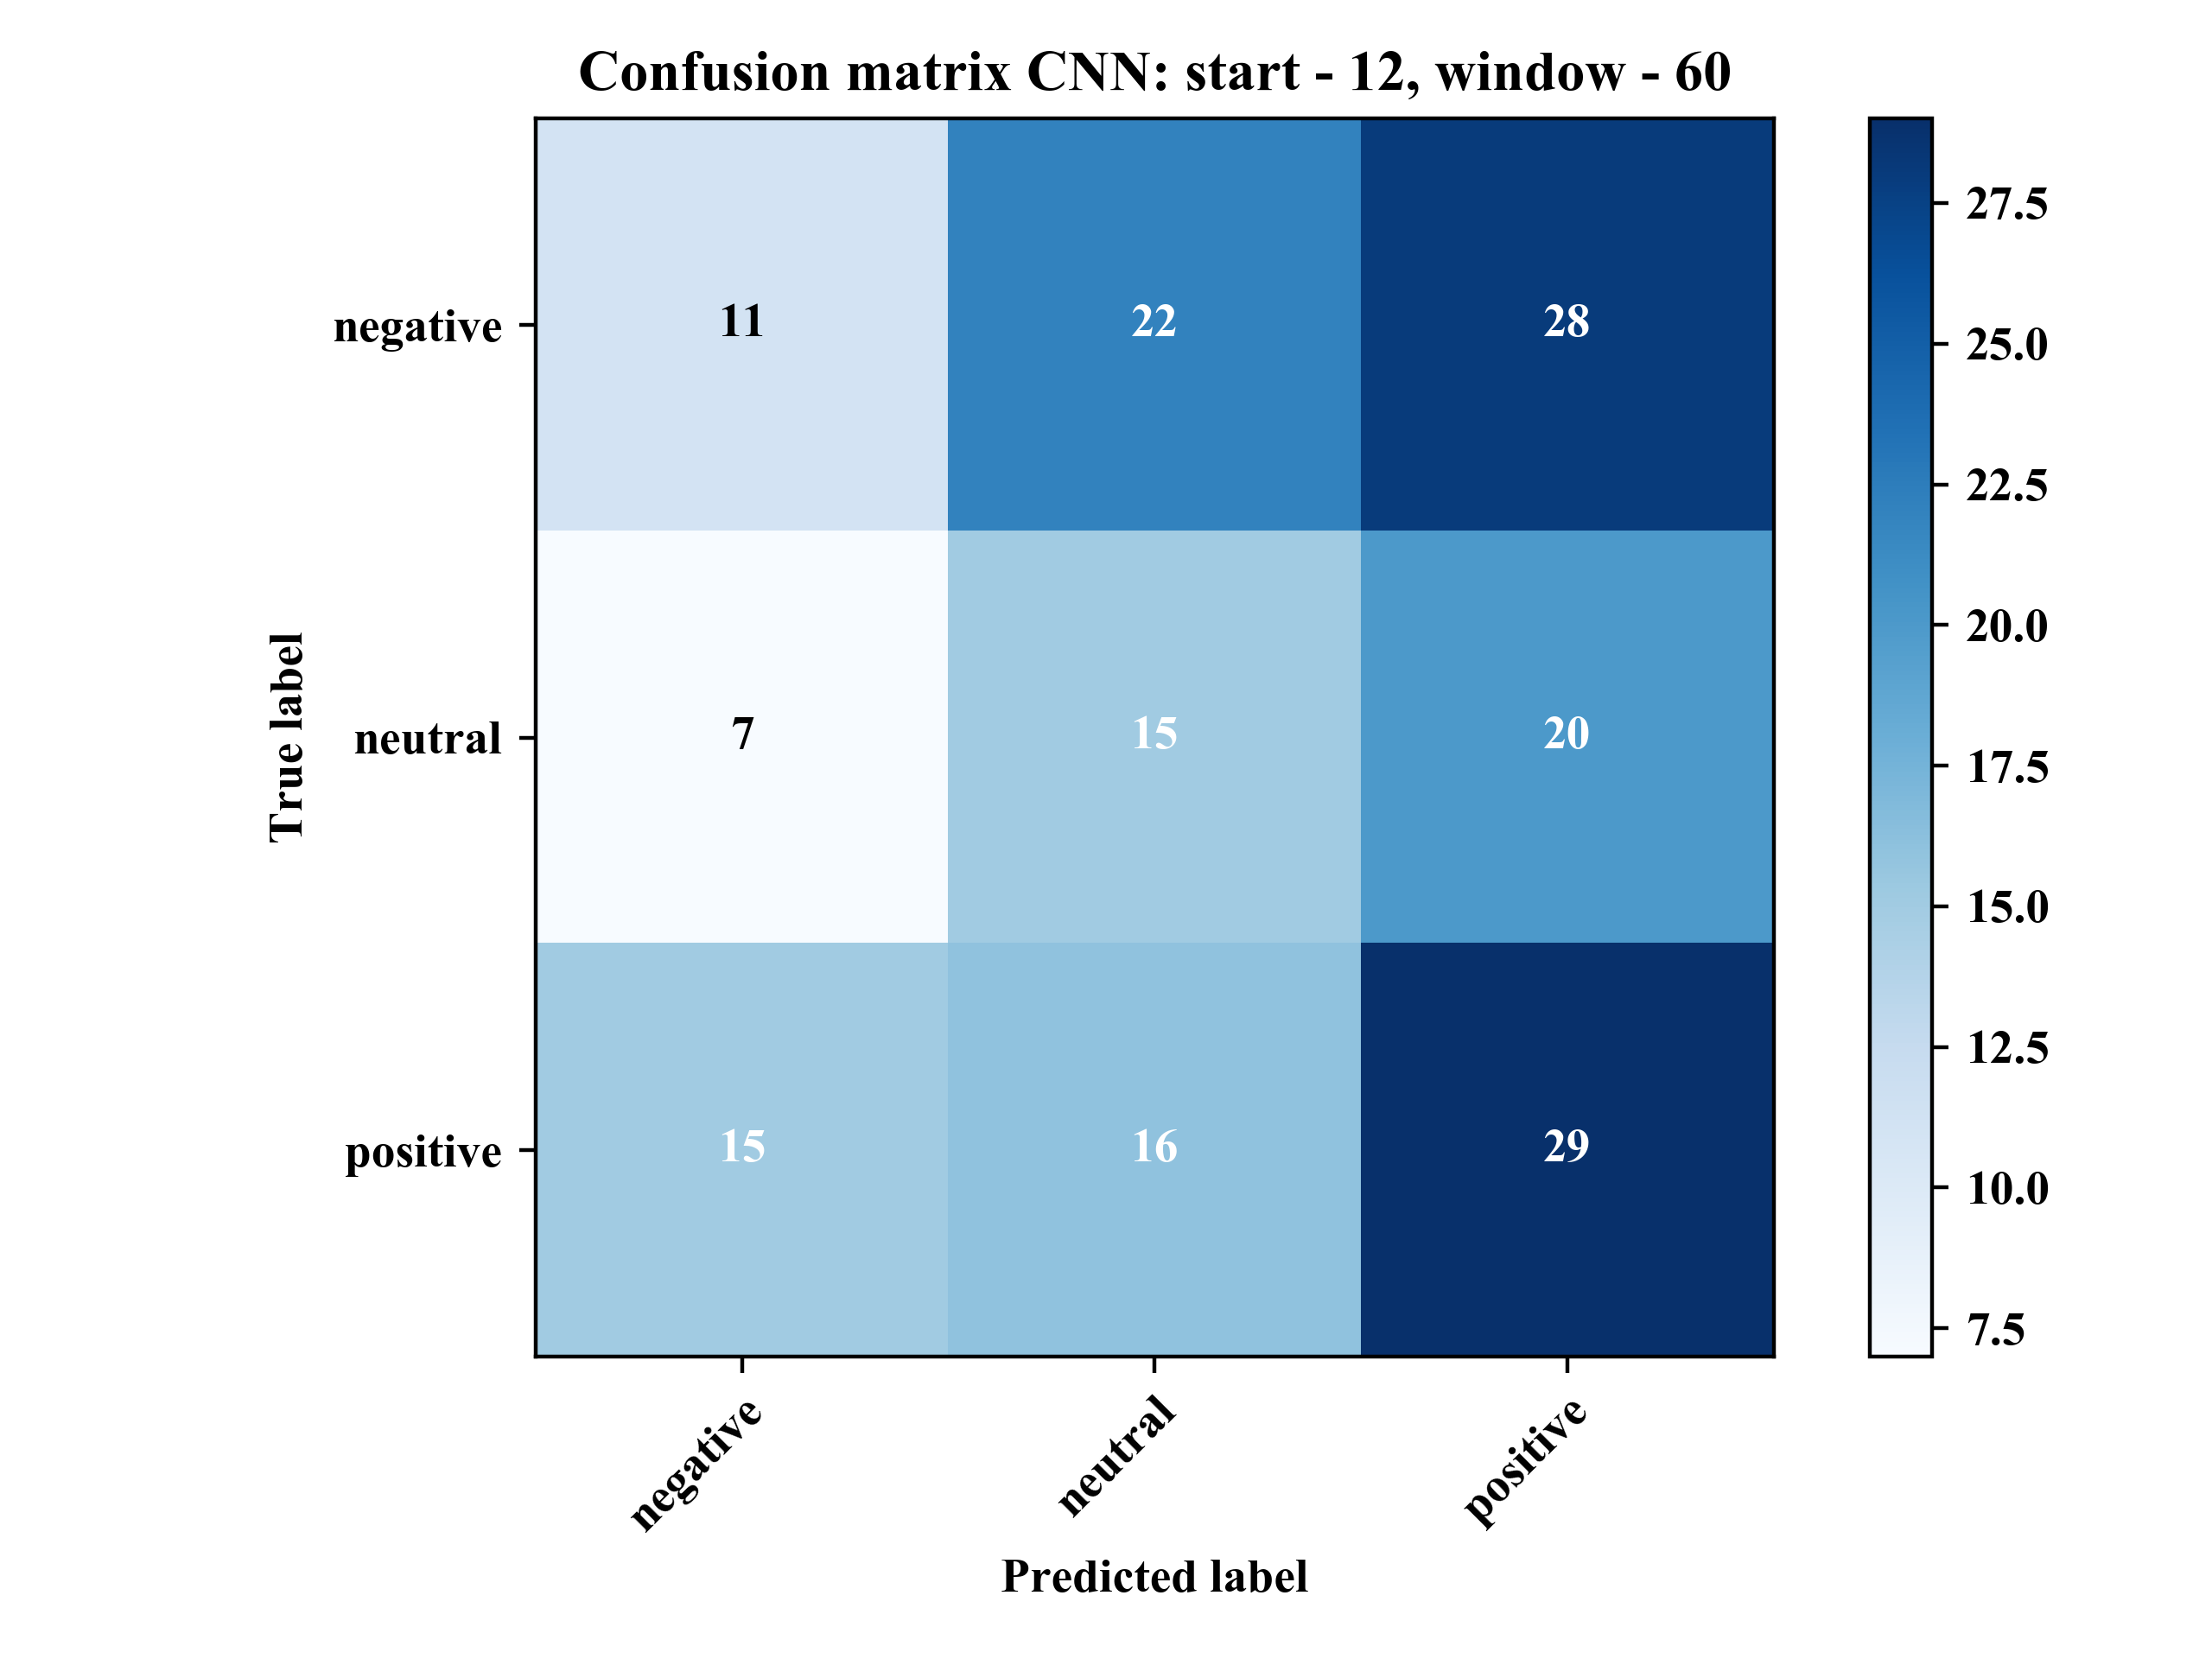 Confusion matrix CNN: start - 12, window - 60
True label
negative
11
22
28
neutral
7
15
20
positive
15
16
29
negative
neutral
positive
Predicted label
27.5
25.0
22.5
20.0
17.5
15.0
12.5
10.0
7.5